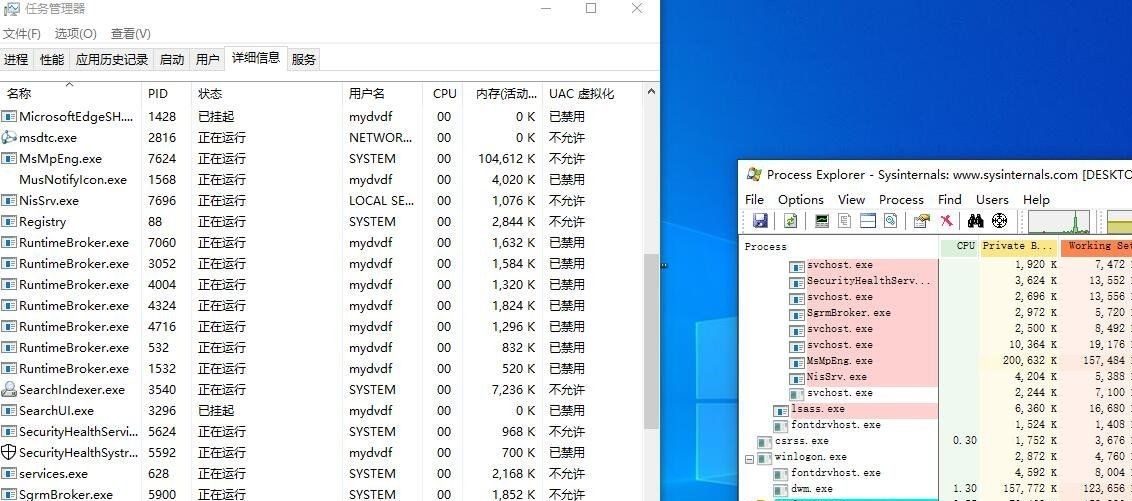 任务管理器
文件(F) 选项(O) 查看(V)
进程 性能 应用历史记录 启动 用户 详细信息 服务
名称 PID 状态 用户名 CPU 内存(活动... UAC 虚拟化
MicrosoftEdgeSH.... 1428 已挂起 mydvdf 00 0 K 已禁用
msdtc.exe 2816 正在运行 NETWOR... 00 0 K 不允许
MsMpEng.exe 7624 正在运行 SYSTEM 00 104,612 K 不允许
MusNotifyIcon.exe 1568 正在运行 mydvdf 00 4,020 K 已禁用
NisSrv.exe 7696 正在运行 LOCAL SE... 00 1,076 K 不允许
Registry 88 正在运行 SYSTEM 00 2,844 K 不允许
RuntimeBroker.exe 7060 正在运行 mydvdf 00 1,632 K 已禁用
RuntimeBroker.exe 3052 正在运行 mydvdf 00 1,584 K 已禁用
RuntimeBroker.exe 4004 正在运行 mydvdf 00 1,320 K 已禁用
RuntimeBroker.exe 4324 正在运行 mydvdf 00 1,824 K 已禁用
RuntimeBroker.exe 4716 正在运行 mydvdf 00 1,296 K 已禁用
RuntimeBroker.exe 532 正在运行 mydvdf 00 832 K 已禁用
RuntimeBroker.exe 1532 正在运行 mydvdf 00 520 K 已禁用
SearchIndexer.exe 3540 正在运行 SYSTEM 00 7,236 K 不允许
SearchUI.exe 3296 已挂起 mydvdf 00 0 K 已禁用
SecurityHealthServi... 5624 正在运行 SYSTEM 00 968 K 不允许
SecurityHealthSystr... 5592 正在运行 mydvdf 00 700 K 已禁用
services.exe 628 正在运行 SYSTEM 00 2,168 K 不允许
SgrmBroker.exe 5900 正在运行 SYSTEM 00 1,852 K 不允许
Process Explorer - Sysinternals: www.sysinternals.com [DESKTO
File Options View Process Find Users Help
Process CPU Private B... Working Set
svchost.exe 1,920 K 7,472
SecurityHealthServ... 3,624 K 13,552
svchost.exe 2,696 K 13,556
SgrmBroker.exe 2,972 K 5,720
svchost.exe 2,500 K 8,492
svchost.exe 10,364 K 19,176
MsMpEng.exe 200,632 K 157,484
NisSrv.exe 4,204 K 5,388
svchost.exe 2,244 K 7,100
lsass.exe 6,360 K 16,680
fontdrvhost.exe 1,524 K 1,408
csrss.exe 0.30 1,752 K 3,676
winlogon.exe 2,872 K 4,760
fontdrvhost.exe 4,592 K 8,004
dwm.exe 1.30 157,772 K 123,656